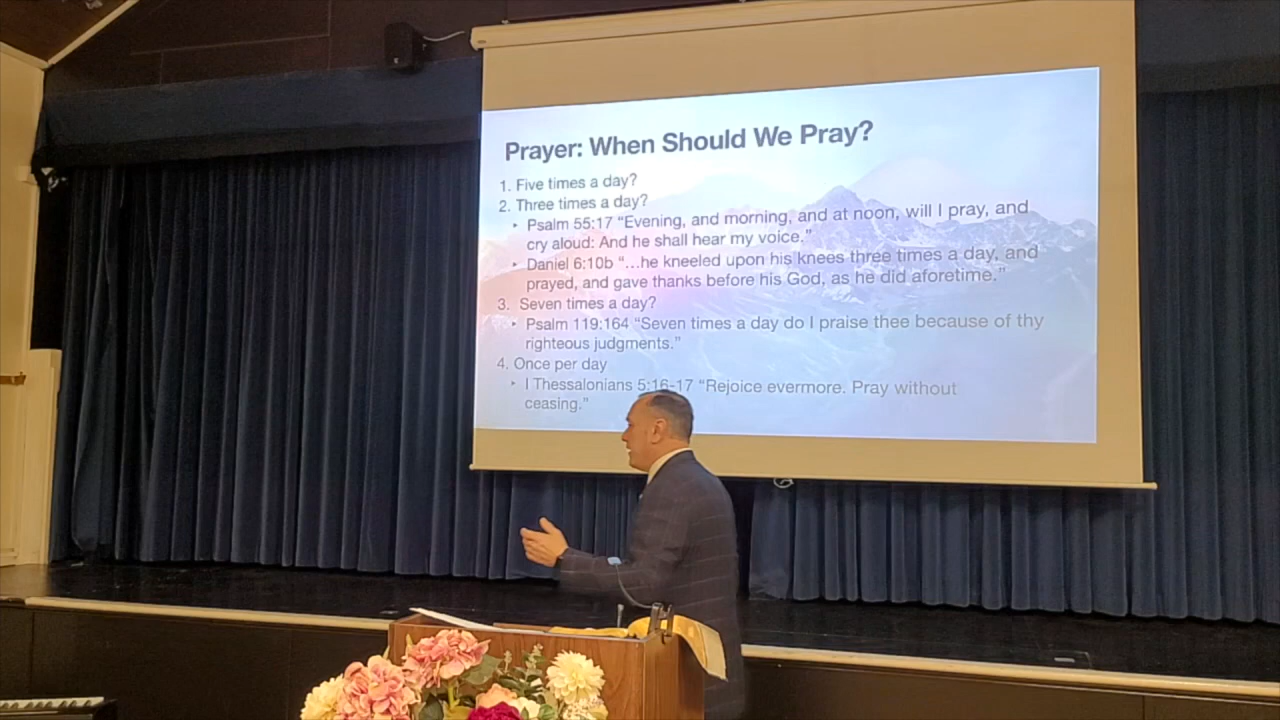 Prayer: When Should We Pray?
1. Five times a day?
2. Three times a day?
‣ Psalm 55:17 “Evening, and morning, and at noon, will I pray, and
cry aloud: And he shall hear my voice.”
‣ Daniel 6:10b “…he kneeled upon his knees three times a day, and
prayed, and gave thanks before his God, as he did aforetime.”
3. Seven times a day?
‣ Psalm 119:164 “Seven times a day do I praise thee because of thy
righteous judgments.”
4. Once per day
‣ I Thessalonians 5:16-17 “Rejoice evermore. Pray without
ceasing.”